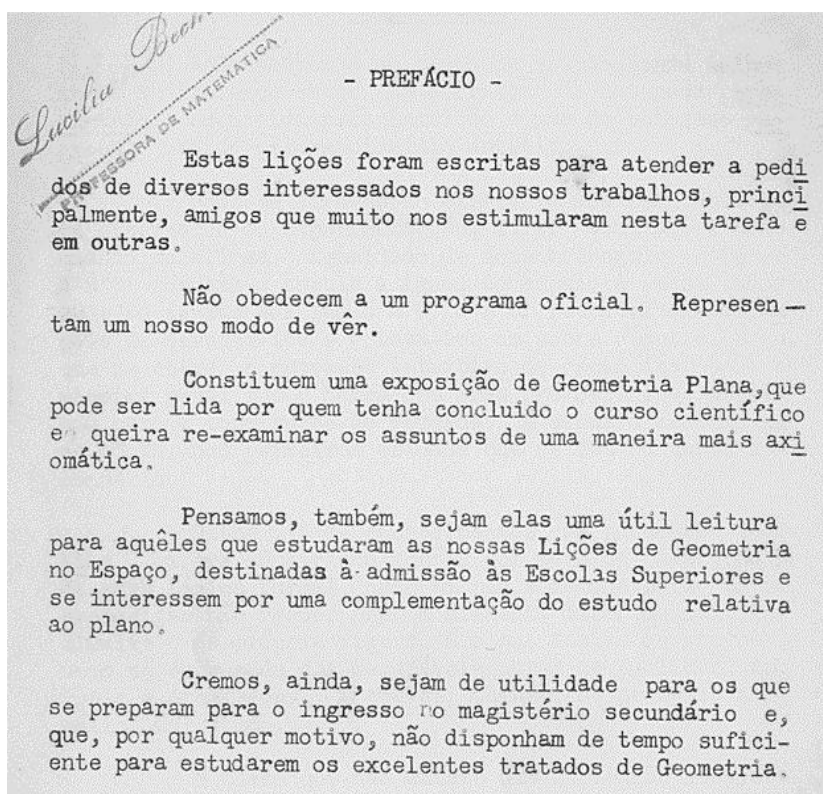 Lucilia
PROFESSORA DE MATEMATICA
- PREFÁCIO -
Estas lições foram escritas para atender a pedi
dos de diversos interessados nos nossos trabalhos, princi
palmente, amigos que muito nos estimularam nesta tarefa e
em outras.
Não obedecem a um programa oficial. Represen—
tam um nosso modo de vêr.
Constituem uma exposição de Geometria Plana,que
pode ser lida por quem tenha concluido o curso científico
e queira re-examinar os assuntos de uma maneira mais axi
omática.
Pensamos, também, sejam elas uma útil leitura
para aquêles que estudaram as nossas Lições de Geometria
no Espaço, destinadas à admissão às Escolas Superiores e
se interessem por uma complementação do estudo relativa
ao plano.
Cremos, ainda, sejam de utilidade para os que
se preparam para o ingresso no magistério secundário e,
que, por qualquer motivo, não disponham de tempo sufici-
ente para estudarem os excelentes tratados de Geometria.